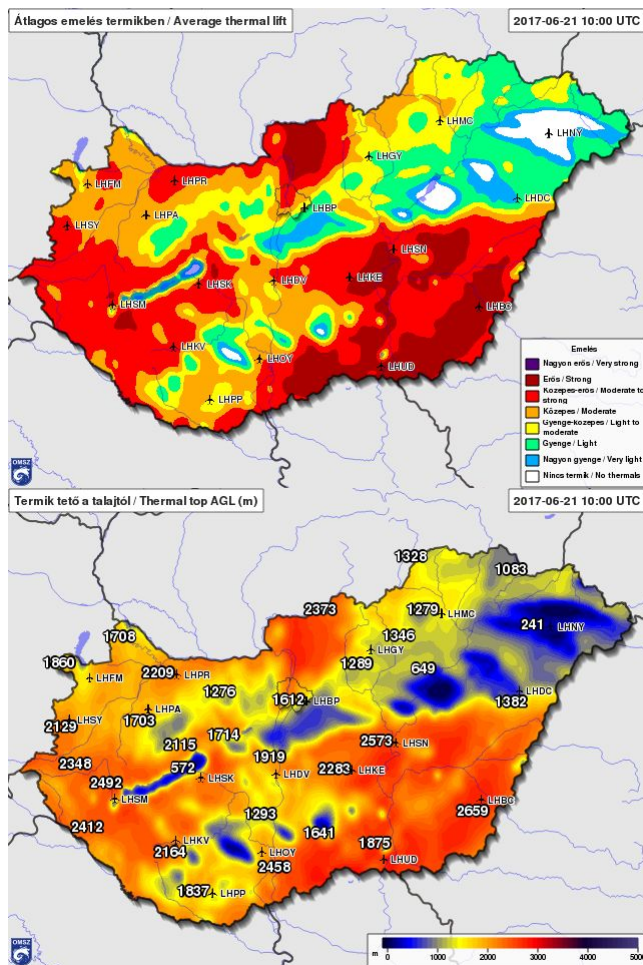 Átlagos emelés termikben / Average thermal lift
2017-06-21 10:00 UTC
LHMC
LHNY
LHGY
LHFM
LHPR
LHDC
LHPA
LHBP
LHSY
LHSN
LHSK
LHDV
LHKE
LHSM
LHBC
LHKV
LHOY
LHUD
LHPP
Emelés
Nagyon erős / Very strong
Erős / Strong
Közepes-erős / Moderate to
strong
Közepes / Moderate
Gyenge-közepes / Light to
moderate
Gyenge / Light
Nagyon gyenge / Very light
Nincs termik / No thermals
OMSZ
Termik tető a talajtól / Thermal top AGL (m)
2017-06-21 10:00 UTC
1328
1083
2373
1279
LHMC
241
LHNY
1708
1346
LHGY
1860
1289
649
LHFM
2209
LHPR
1276
1612
LHBP
LHDC
1382
2129
LHSY
LHPA
1703
1714
2115
2573
LHSN
1919
2348
572
2283
LHKE
2492
LHSK
LHDV
LHSM
2659
LHBC
2412
1293
1641
LHKV
2164
1875
LHOY
2458
LHUD
1837
LHPP
OMSZ
m
0 1000 2000 3000 4000